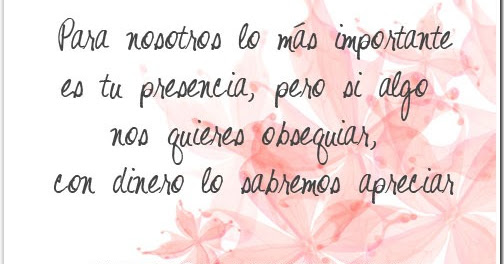 Para nosotros lo más importante
es tu presencia, pero si algo
nos quieres obsequiar,
con dinero lo sabremos apreciar